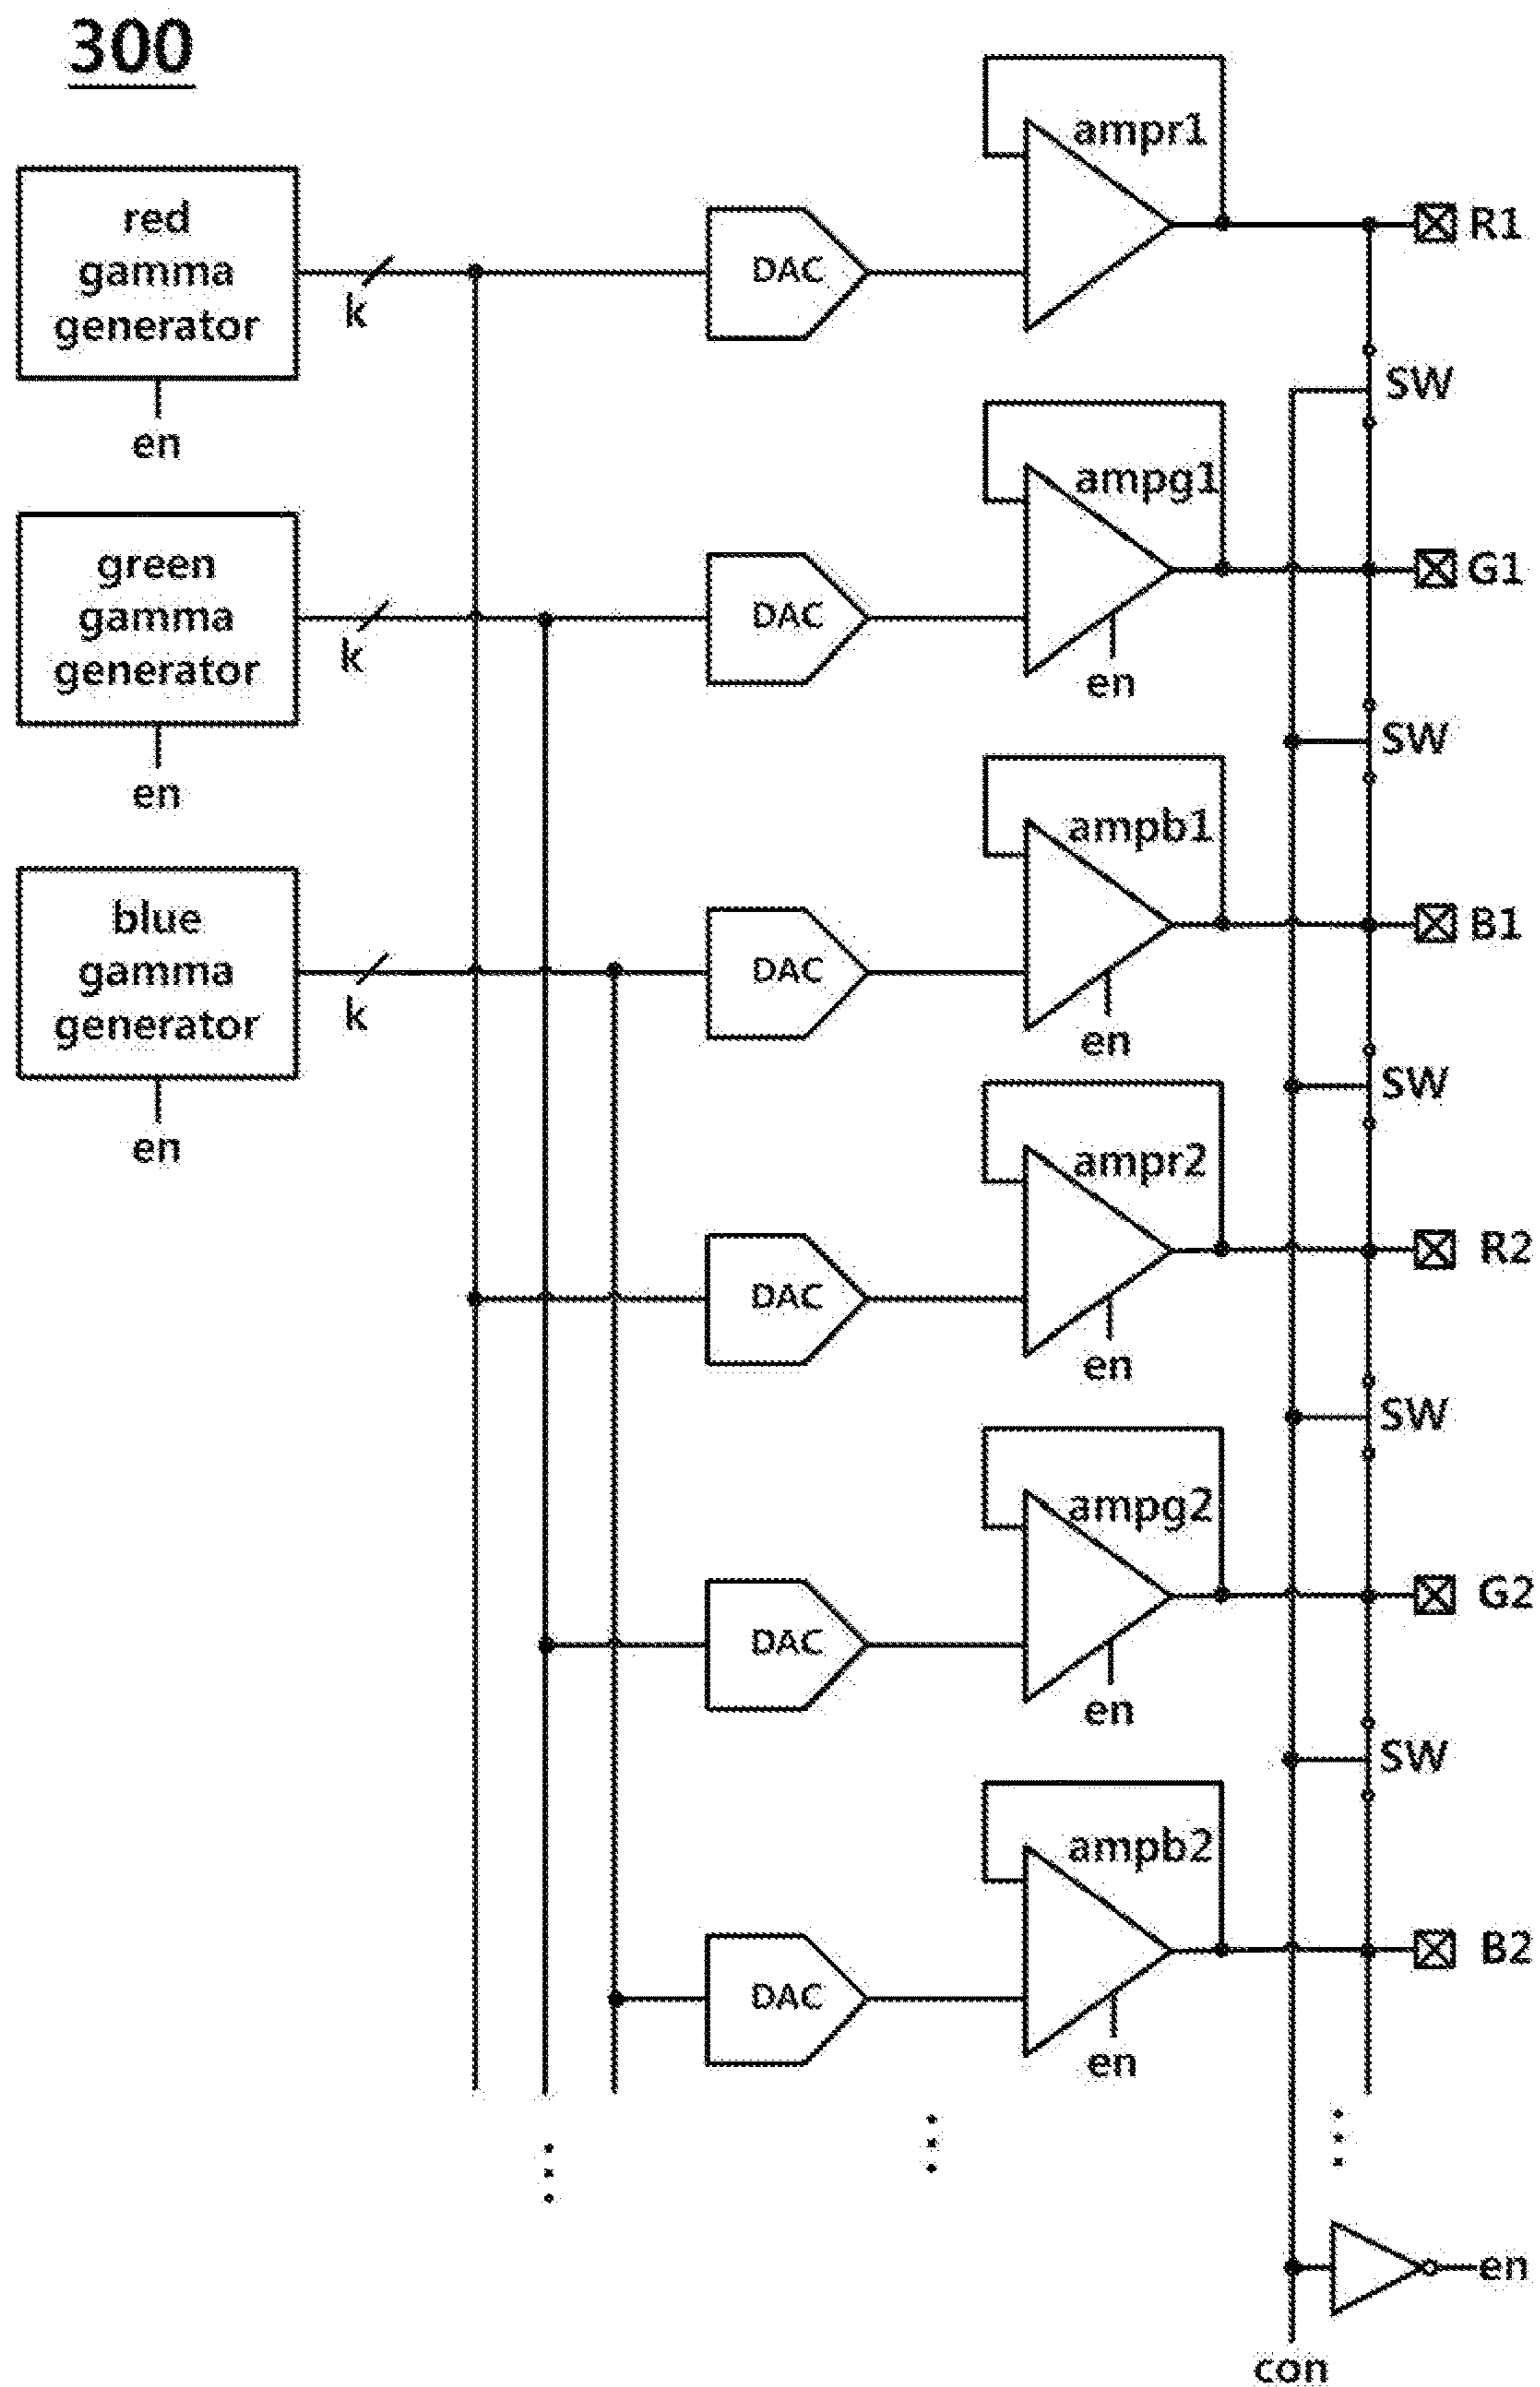 300
ampr1
R1
red
gamma
generator
k
DAC
en
SW
ampg1
G1
green
gamma
generator
k
DAC
en
en
SW
ampb1
B1
blue
gamma
generator
k
DAC
en
en
SW
ampr2
R2
DAC
en
SW
ampg2
G2
DAC
en
SW
ampb2
B2
DAC
en
en
con